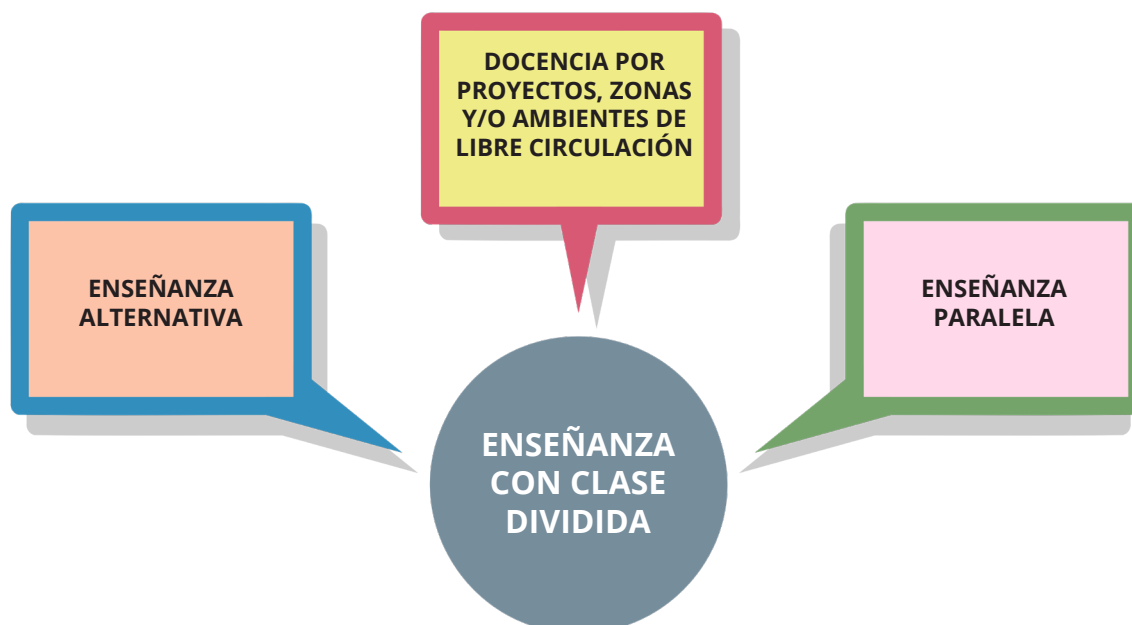 DOCENCIA POR
PROYECTOS, ZONAS
Y/O AMBIENTES DE
LIBRE CIRCULACIÓN
ENSEÑANZA
ALTERNATIVA
ENSEÑANZA
PARALELA
ENSEÑANZA
CON CLASE
DIVIDIDA